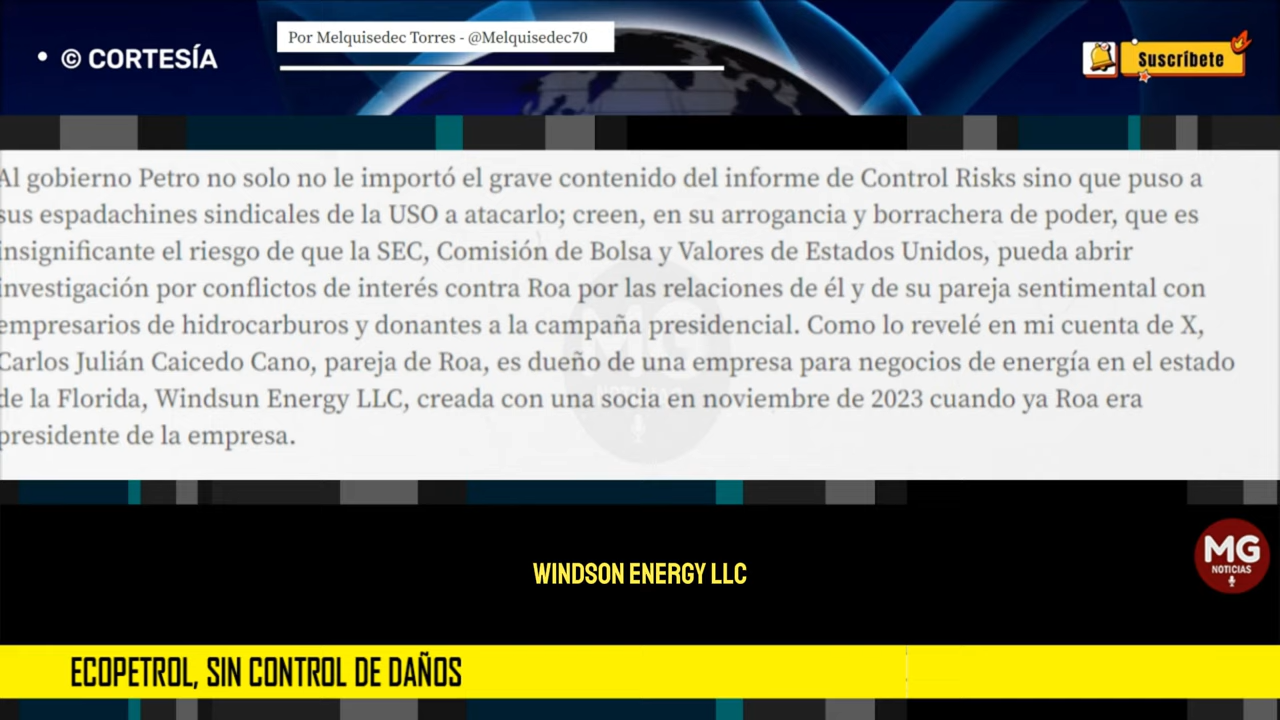 • © CORTESÍA
Por Melquisedec Torres - @Melquisedec70
Suscríbete
Al gobierno Petro no solo no le importó el grave contenido del informe de Control Risks sino que puso a
sus espadachines sindicales de la USO a atacarlo; creen, en su arrogancia y borrachera de poder, que es
insignificante el riesgo de que la SEC, Comisión de Bolsa y Valores de Estados Unidos, pueda abrir
investigación por conflictos de interés contra Roa por las relaciones de él y de su pareja sentimental con
empresarios de hidrocarburos y donantes a la campaña presidencial. Como lo revelé en mi cuenta de X,
Carlos Julián Caicedo Cano, pareja de Roa, es dueño de una empresa para negocios de energía en el estado
de la Florida, Windsun Energy LLC, creada con una socia en noviembre de 2023 cuando ya Roa era
presidente de la empresa.
MG
NOTICIAS
WINDSON ENERGY LLC
MG
NOTICIAS
ECOPETROL, SIN CONTROL DE DAÑOS